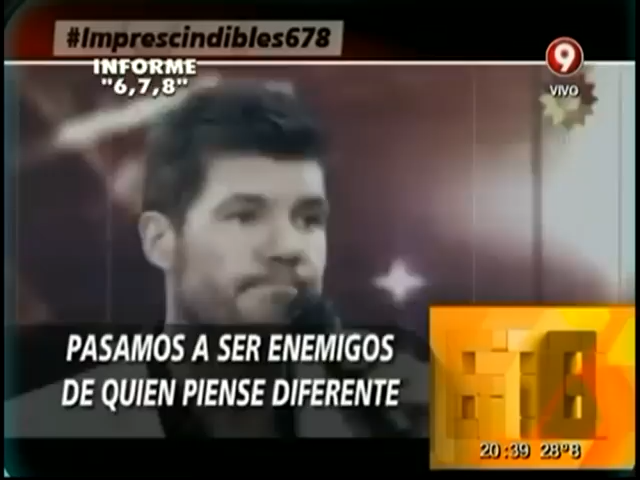 #Imprescindibles678
INFORME
"6,7,8"
9
VIVO
PASAMOS A SER ENEMIGOS
DE QUIEN PIENSE DIFERENTE
678
20:39 28°8